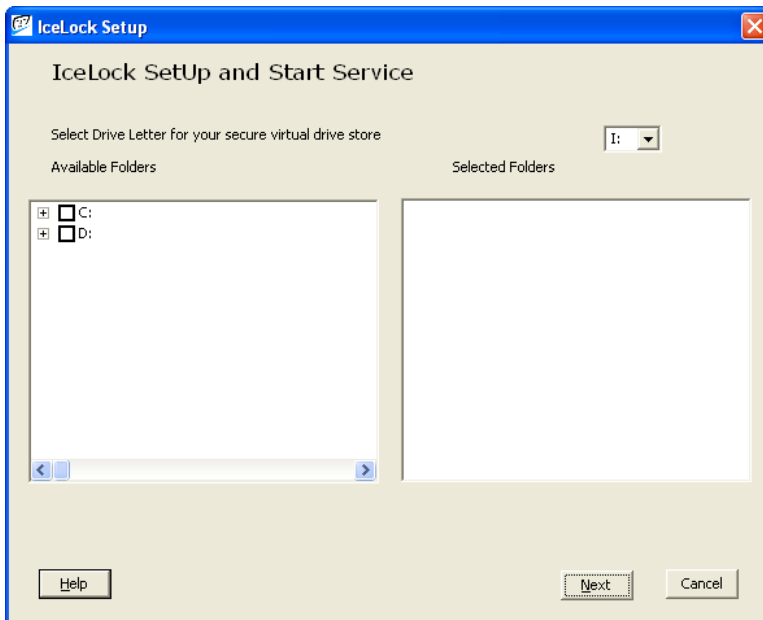 IceLock Setup
IceLock SetUp and Start Service
Select Drive Letter for your secure virtual drive store
I:
Available Folders
Selected Folders
C:
D:
Help
Next
Cancel